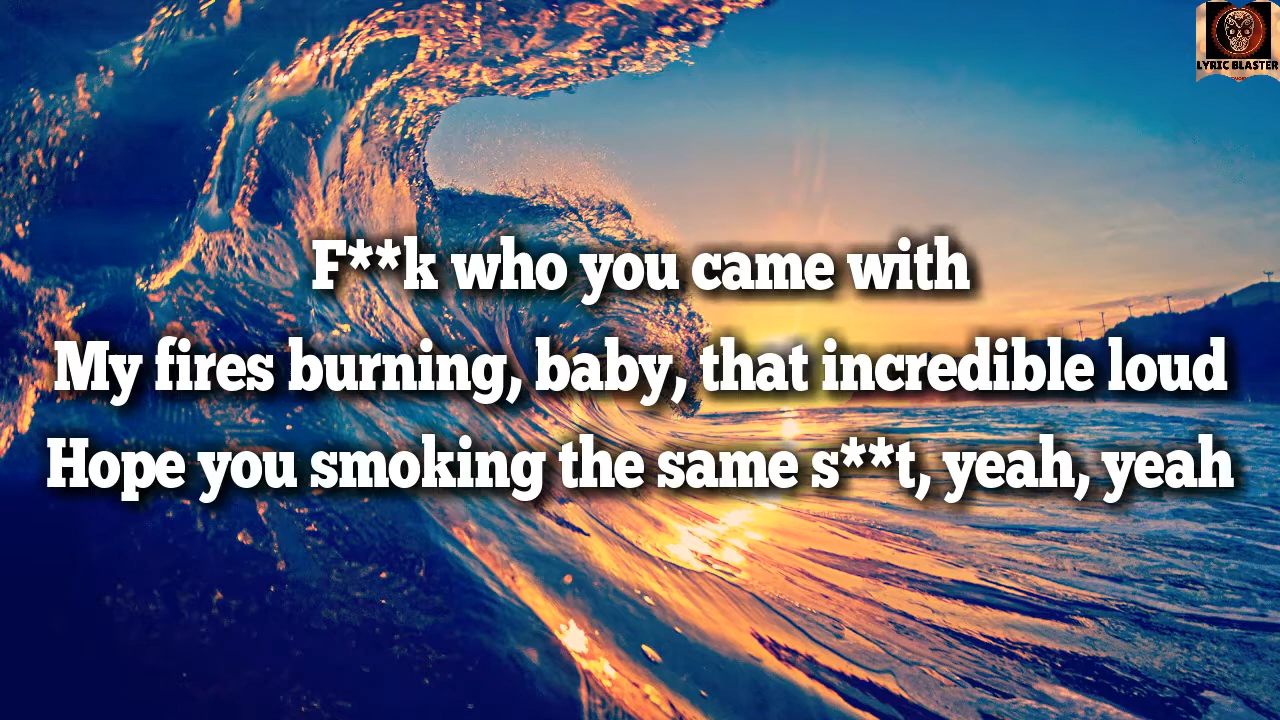 LYRIC BLASTER
F**k who you came with
My fires burning, baby, that incredible loud
Hope you smoking the same s**t, yeah, yeah